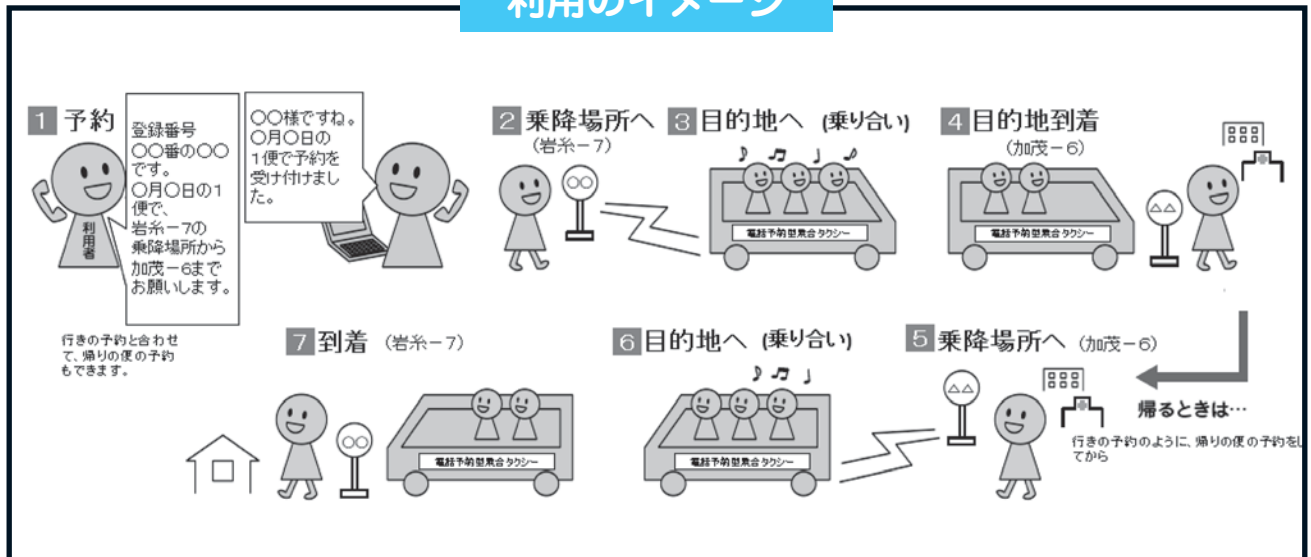 利用のイメージ
1 予約
登録番号
○○番の○○
です。
○月○日の1
便で、
岩糸−7の
乗降場所から
加茂−6まで
お願いします。
利用者
○○様ですね。
○月○日の
1便で予約を
受け付けまし
た。
行きの予約と合わせ
て、帰りの便の予約
もできます。
2 乗降場所へ
(岩糸−7)
○○
3 目的地へ (乗り合い)
電話予約型乗合タクシー
4 目的地到着
(加茂−6)
電話予約型乗合タクシー
△△
帰るときは…
行きの予約のように、帰りの便の予約をし
てから
5 乗降場所へ (加茂−6)
△△
6 目的地へ (乗り合い)
電話予約型乗合タクシー
7 到着 (岩糸−7)
○○
電話予約型乗合タクシー